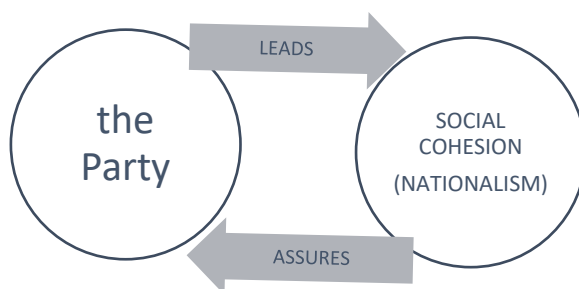 LEADS
the
Party
SOCIAL
COHESION
(NATIONALISM)
ASSURES